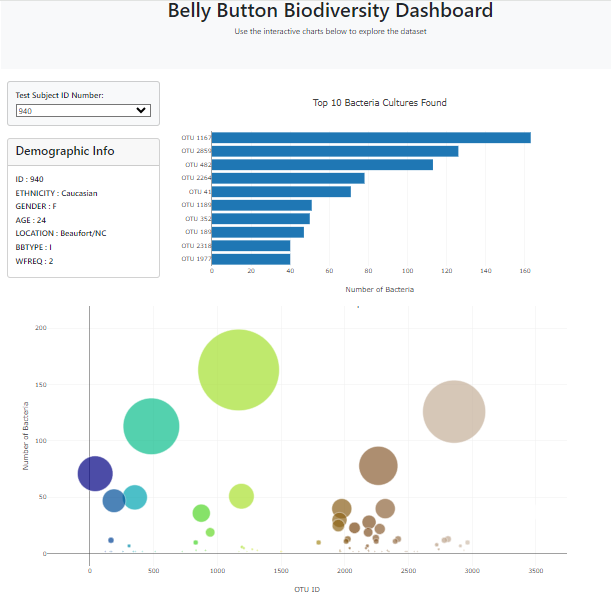 Belly Button Biodiversity Dashboard
Use the interactive charts below to explore the dataset
Test Subject ID Number:
940
Demographic Info
ID : 940
ETHNICITY : Caucasian
GENDER : F
AGE : 24
LOCATION : Beaufort/NC
BBTYPE : I
WFREQ : 2
Top 10 Bacteria Cultures Found
OTU 1167
OTU 2859
OTU 482
OTU 2264
OTU 41
OTU 1189
OTU 352
OTU 189
OTU 2318
OTU 1977
0 20 40 60 80 100 120 140 160
Number of Bacteria
200
150
100
50
0
Number of Bacteria
0 500 1000 1500 2000 2500 3000 3500
OTU ID